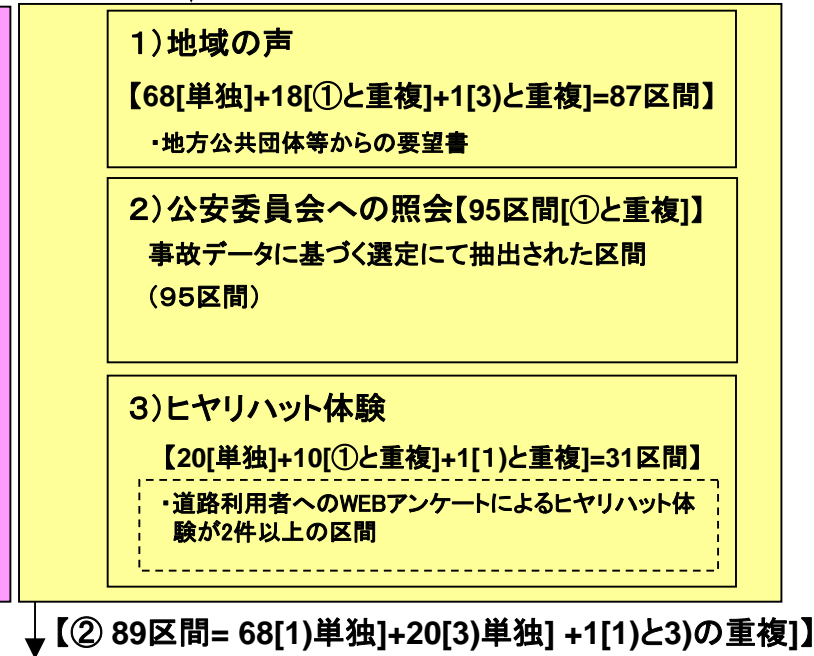 1)地域の声
【68[単独]+18[①と重複]+1[3)と重複]=87区間】
・地方公共団体等からの要望書
2)公安委員会への照会【95区間[①と重複]】
事故データに基づく選定にて抽出された区間
(95区間)
3)ヒヤリハット体験
【20[単独]+10[①と重複]+1[1)と重複]=31区間】
・道路利用者へのWEBアンケートによるヒヤリハット体
験が2件以上の区間
【② 89区間= 68[1)単独]+20[3)単独] +1[1)と3)の重複]】